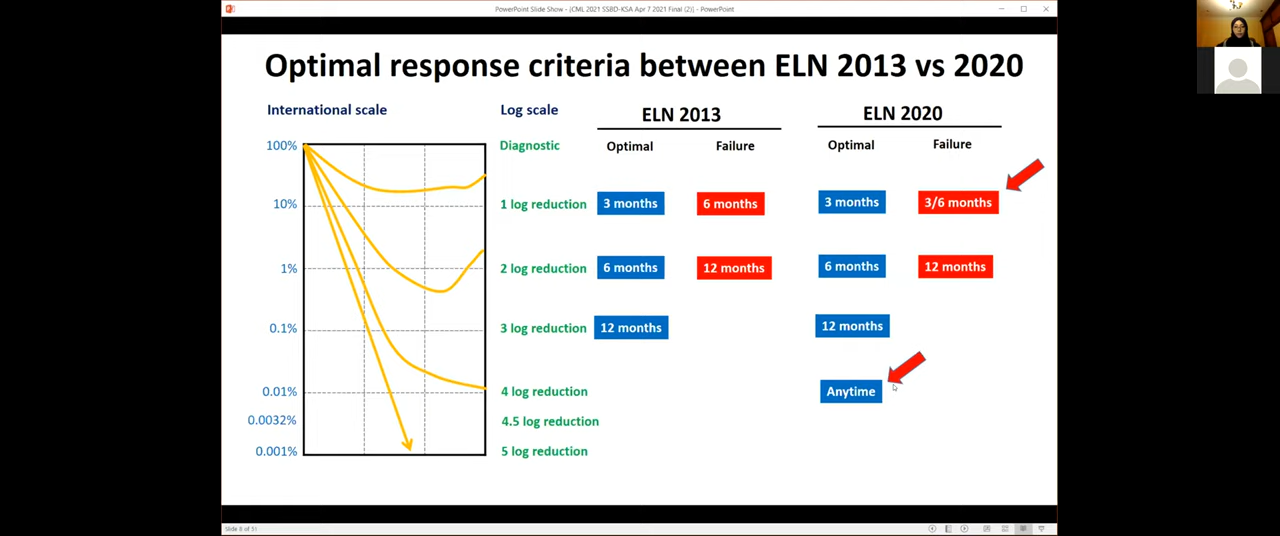 PowerPoint Slide Show - [CML 2021 SSBD-KSA Apr 7 2021 Final (2)] - PowerPoint
Optimal response criteria between ELN 2013 vs 2020
International scale
Log scale
ELN 2013
ELN 2020
Diagnostic
Optimal
Failure
Optimal
Failure
100%
10%
1%
0.1%
0.01%
0.0032%
0.001%
1 log reduction
3 months
6 months
3 months
3/6 months
2 log reduction
6 months
12 months
6 months
12 months
3 log reduction
12 months
12 months
4 log reduction
Anytime
4.5 log reduction
5 log reduction